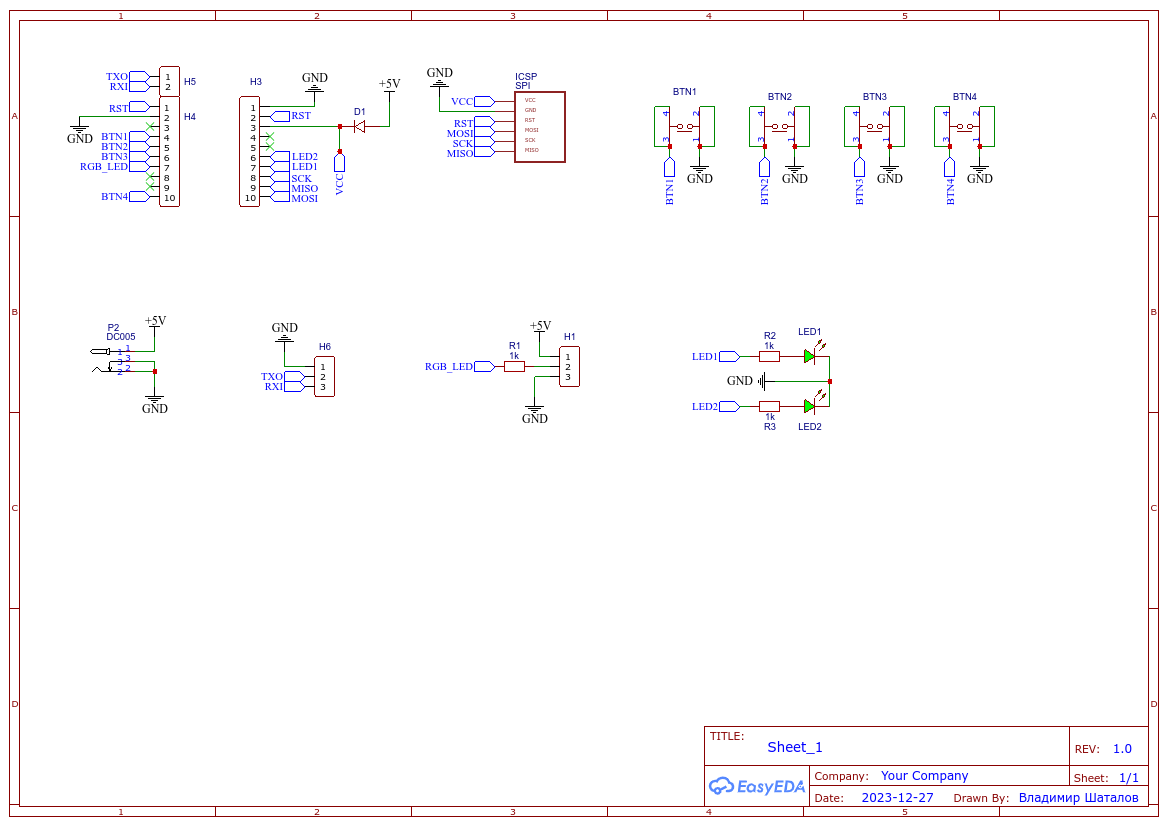 1 2 3 4 5
A A
B B
C C
D D
TXO 1 H5
RXI 2
RST 1
GND 2 H4
3
BTN1 4
BTN2 5
BTN3 6
RGB_LED 7
8
9
BTN4 10
H3 GND +5V
1
2 RST D1
3
4
5
6 LED2
7 LED1
8 SCK
9 MISO
10 MOSI
VCC
GND
ICSP
SPI
VCC VCC
GND
RST RST
MOSI MOSI
SCK SCK
MISO MISO
BTN1 BTN2 BTN3 BTN4
4 2 4 2 4 2 4 2
3 1 3 1 3 1 3 1
BTN1 GND BTN2 GND BTN3 GND BTN4 GND
P2
DC005
+5V
1 1
3 3
2 2
GND
GND
H6
1
TXO 2
RXI 3
+5V
R1
1k
H1
1
RGB_LED 2
3
GND
R2
1k
LED1
LED1
GND
LED2
1k
R3
LED2
TITLE:
Sheet_1
REV: 1.0
EasyEDA
Company: Your Company
Sheet: 1/1
Date: 2023-12-27 Drawn By: Владимир Шаталов
1 2 3 4 5